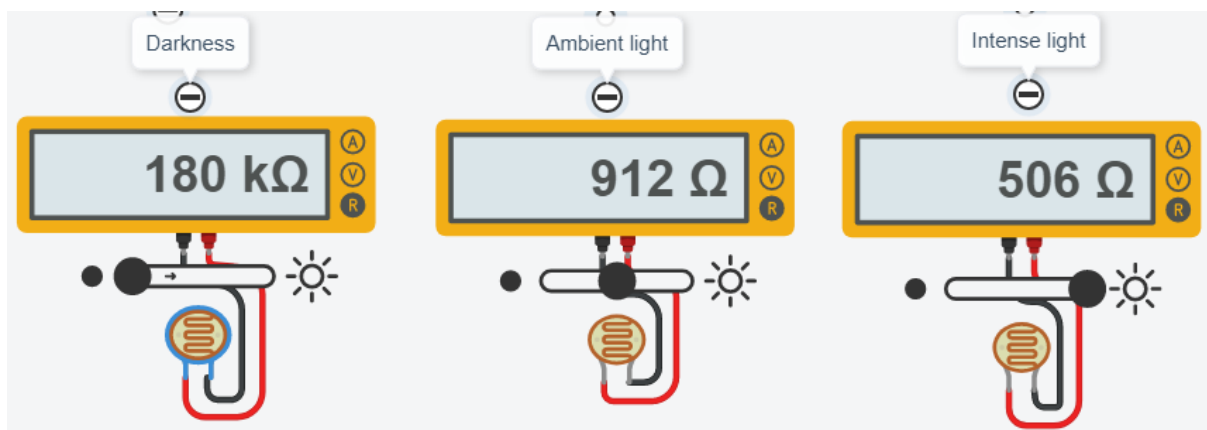 Darkness
Ambient light
Intense light
180 kΩ
A
V
R
912 Ω
A
V
R
506 Ω
A
V
R